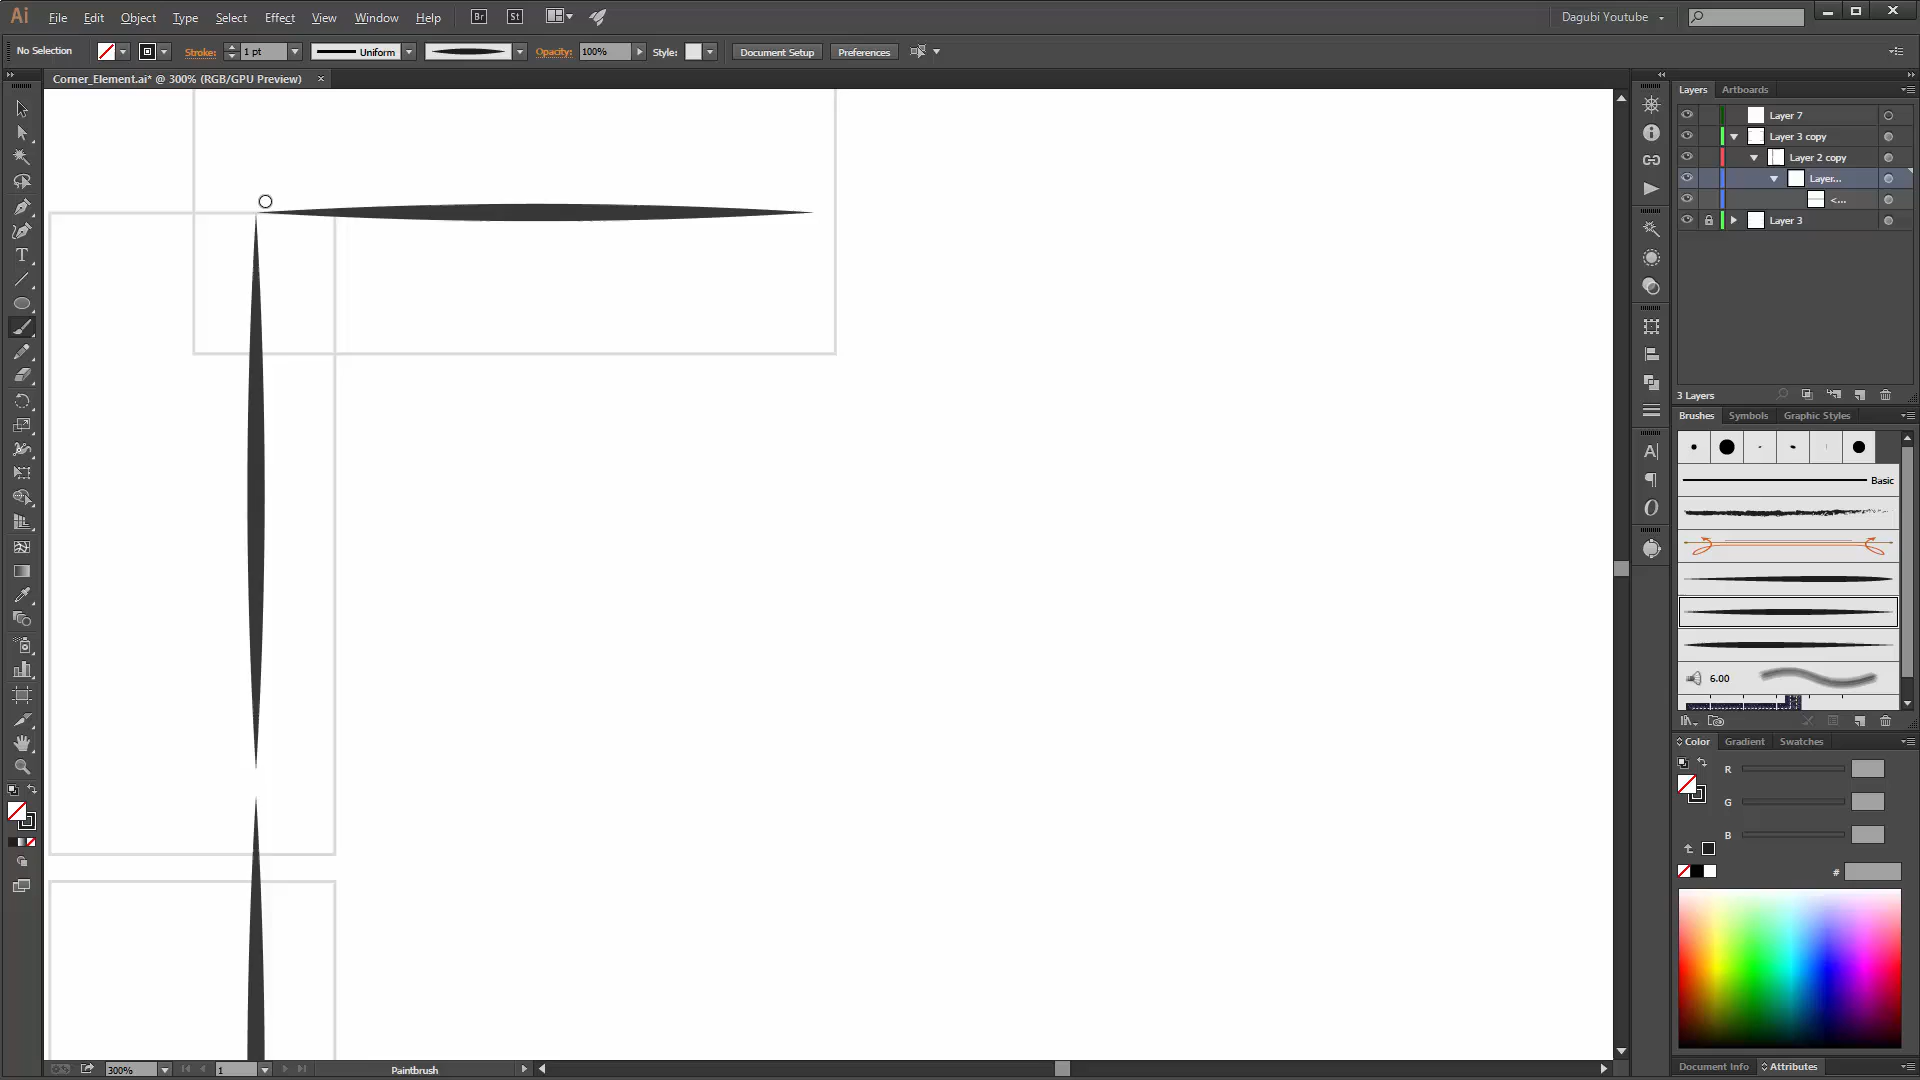 Ai File Edit Object Type Select Effect View Window Help Br St Dagubi Youtube
No Selection Stroke: 1 pt Uniform Opacity: 100% Style: Document Setup Preferences
Corner_Element.ai* @ 300% (RGB/GPU Preview) ×
Layers Artboards
Layer 7
Layer 3 copy
Layer 2 copy
Layer...
<...
Layer 3
3 Layers
Brushes Symbols Graphic Styles
Basic
6.00
Color Gradient Swatches
R
G
B
#
Document Info Attributes
300% 1 Paintbrush